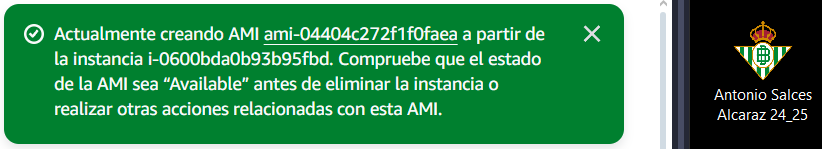 Actualmente creando AMI ami-04404c272f1f0faea a partir de
la instancia i-0600bda0b93b95fbd. Compruebe que el estado
de la AMI sea “Available” antes de eliminar la instancia o
realizar otras acciones relacionadas con esta AMI.
Antonio Salces
Alcaraz 24_25